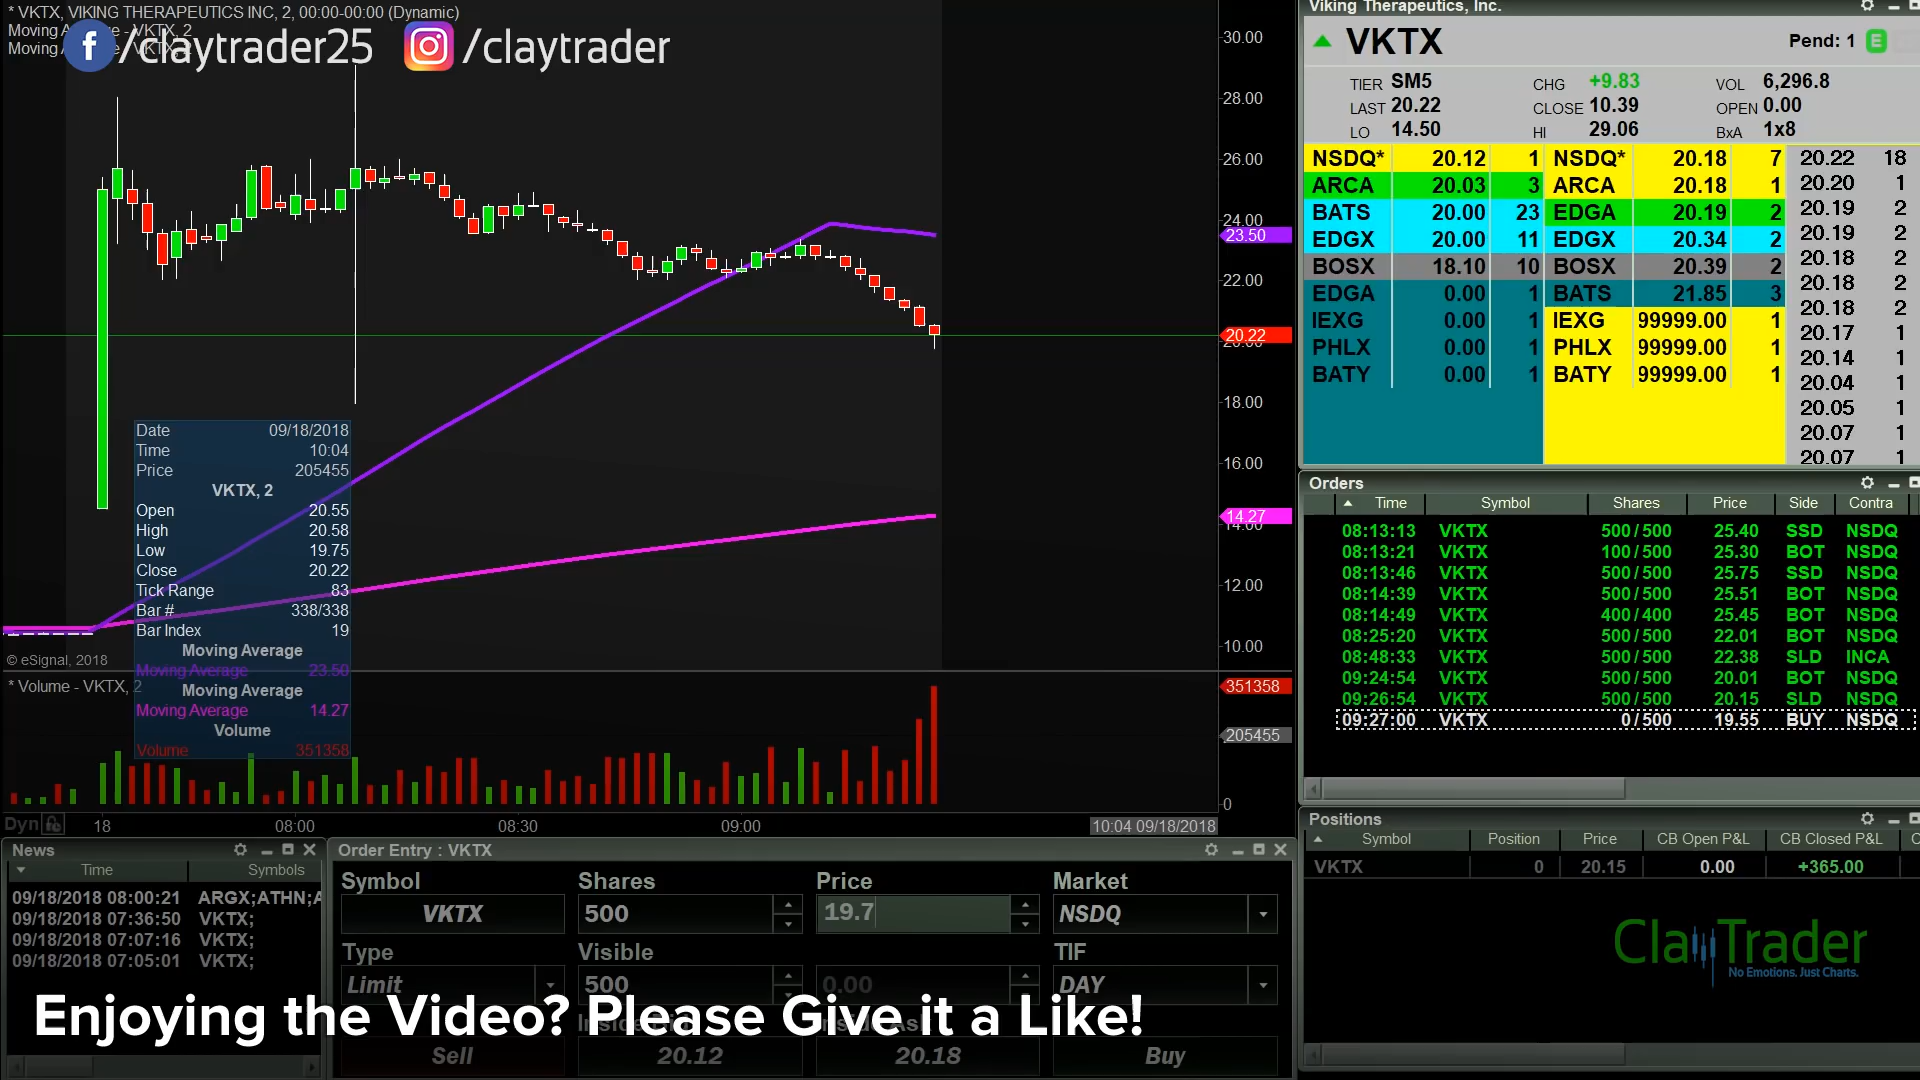 * VKTX, VIKING THERAPEUTICS INC, 2, 00:00-00:00 (Dynamic)
Moving Average - VKTX, 2
Moving
/claytrader25
/claytrader
30.00
28.00
26.00
24.00
23.50
22.00
20.22
20.00
18.00
16.00
14.27
14.00
12.00
10.00
Date 09/18/2018
Time 10:04
Price 205455
VKTX, 2
Open 20.55
High 20.58
Low 19.75
Close 20.22
Tick Range 83
Bar # 338/338
Bar Index 19
Moving Average
Moving Average 23.50
Moving Average
Moving Average 14.27
Volume
Volume 351358
© eSignal, 2018
* Volume - VKTX, 2
351358
205455
0
Dyn 18 08:00 08:30 09:00 10:04 09/18/2018
News
Time Symbols
09/18/2018 08:00:21 ARGX;ATHN;A
09/18/2018 07:36:50 VKTX;
09/18/2018 07:07:16 VKTX;
09/18/2018 07:05:01 VKTX;
Order Entry : VKTX
Symbol Shares Price Market
VKTX 500 19.7 NSDQ
Type Visible TIF
Limit 500 0.00 DAY
Enjoying the Video? Please Give it a Like!
Sell 20.12 20.18 Buy
Viking Therapeutics, Inc.
VKTX Pend: 1 E
TIER SM5 CHG +9.83 VOL 6,296.8
LAST 20.22 CLOSE 10.39 OPEN 0.00
LO 14.50 HI 29.06 BxA 1x8
NSDQ* 20.12 1 NSDQ* 20.18 7 20.22 18
ARCA 20.03 3 ARCA 20.18 1 20.20 1
BATS 20.00 23 EDGA 20.19 2 20.19 2
EDGX 20.00 11 EDGX 20.34 2 20.19 2
BOSX 18.10 10 BOSX 20.39 2 20.18 2
EDGA 0.00 1 BATS 21.85 3 20.18 2
IEXG 0.00 1 IEXG 99999.00 1 20.18 2
PHLX 0.00 1 PHLX 99999.00 1 20.17 1
BATY 0.00 1 BATY 99999.00 1 20.14 1
20.04 1
20.05 1
20.07 1
20.07 1
Orders
Time Symbol Shares Price Side Contra
08:13:13 VKTX 500/500 25.40 SSD NSDQ
08:13:21 VKTX 100/500 25.30 BOT NSDQ
08:13:46 VKTX 500/500 25.75 SSD NSDQ
08:14:39 VKTX 500/500 25.51 BOT NSDQ
08:14:49 VKTX 400/400 25.45 BOT NSDQ
08:25:20 VKTX 500/500 22.01 BOT NSDQ
08:48:33 VKTX 500/500 22.38 SLD INCA
09:24:54 VKTX 500/500 20.01 BOT NSDQ
09:26:54 VKTX 500/500 20.15 SLD NSDQ
09:27:00 VKTX 0/500 19.55 BUY NSDQ
Positions
Symbol Position Price CB Open P&L CB Closed P&L C
VKTX 0 20.15 0.00 +365.00
ClayTrader
No Emotions. Just Charts.